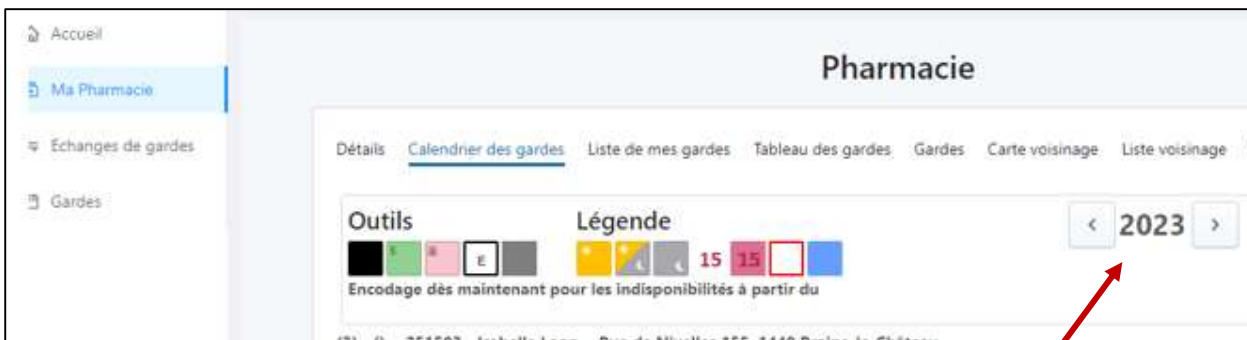 Accueil
Pharmacie
Ma Pharmacie
Echanges de gardes
Détails Calendrier des gardes Liste de mes gardes Tableau des gardes Gardes Carte voisinage Liste voisinage
Gardes
Outils Légende < 2023 >
E 15 15
Encodage dès maintenant pour les indisponibilités à partir du